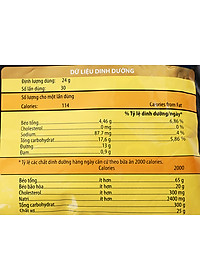 DỮ LIỆU DINH DƯỠNG
Định lượng dùng: 24 g
Số lần dùng: 30
Số lượng cho một lần dùng
Calories: 114 Calories from Fat
% Tỷ lệ dinh dưỡng/ngày*
Béo tổng 4,46 g 4,86 %
Cholesterol 0 mg 0 %
Sodium 87.7 mg 4 %
Tổng carbohydrat 17,6 g 5,86 %
Đường 13 g
Đạm 0,9 g
* Tỷ lệ các chất dinh dưỡng hàng ngày căn cứ theo bữa ăn 2000 calories.
Calories 2000
Béo tổng ít hơn 65 g
Béo bão hòa ít hơn 20 g
Cholesterol ít hơn 300 mg
Natri ít hơn 2400 mg
Tổng carbohydrat 300 g
Chất xơ 25 g